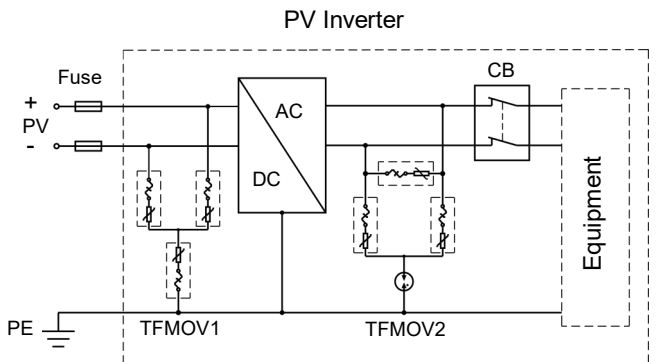 PV Inverter
Fuse
CB
+
PV
-
AC
DC
Equipment
PE
TFMOV1
TFMOV2